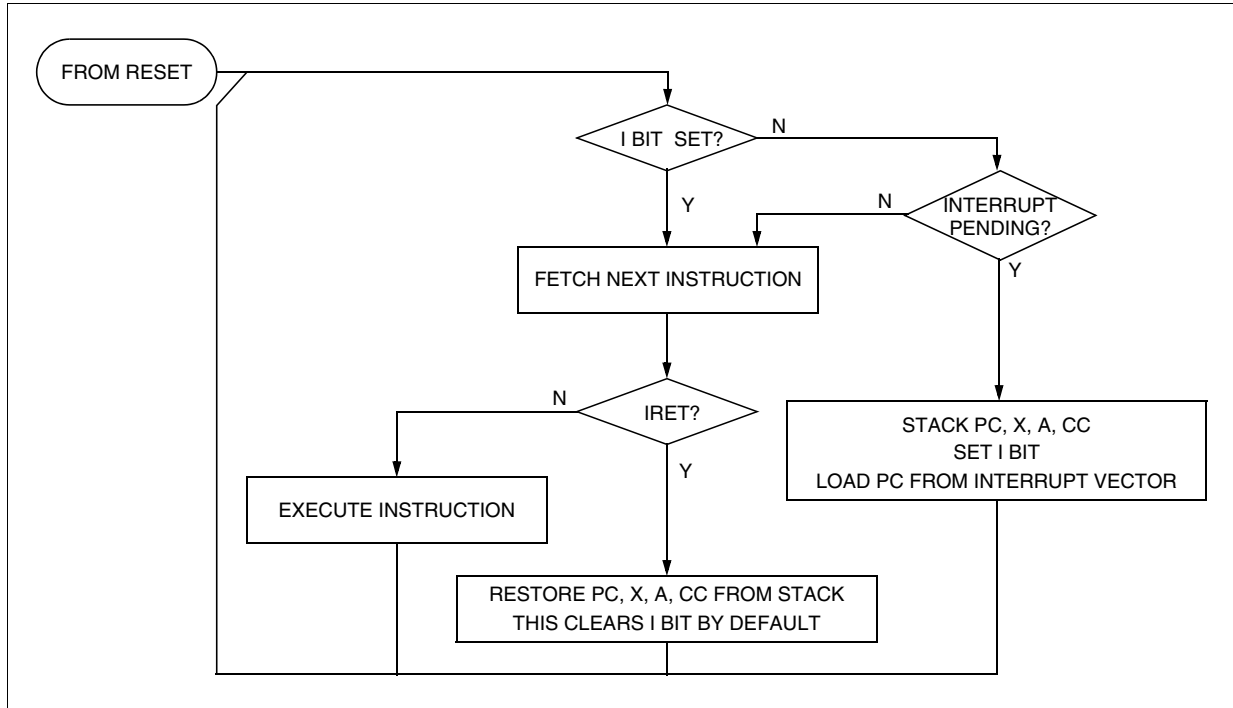 FROM RESET
I BIT SET?
N
Y
N
INTERRUPT
PENDING?
Y
FETCH NEXT INSTRUCTION
N
IRET?
Y
STACK PC, X, A, CC
SET I BIT
LOAD PC FROM INTERRUPT VECTOR
EXECUTE INSTRUCTION
RESTORE PC, X, A, CC FROM STACK
THIS CLEARS I BIT BY DEFAULT